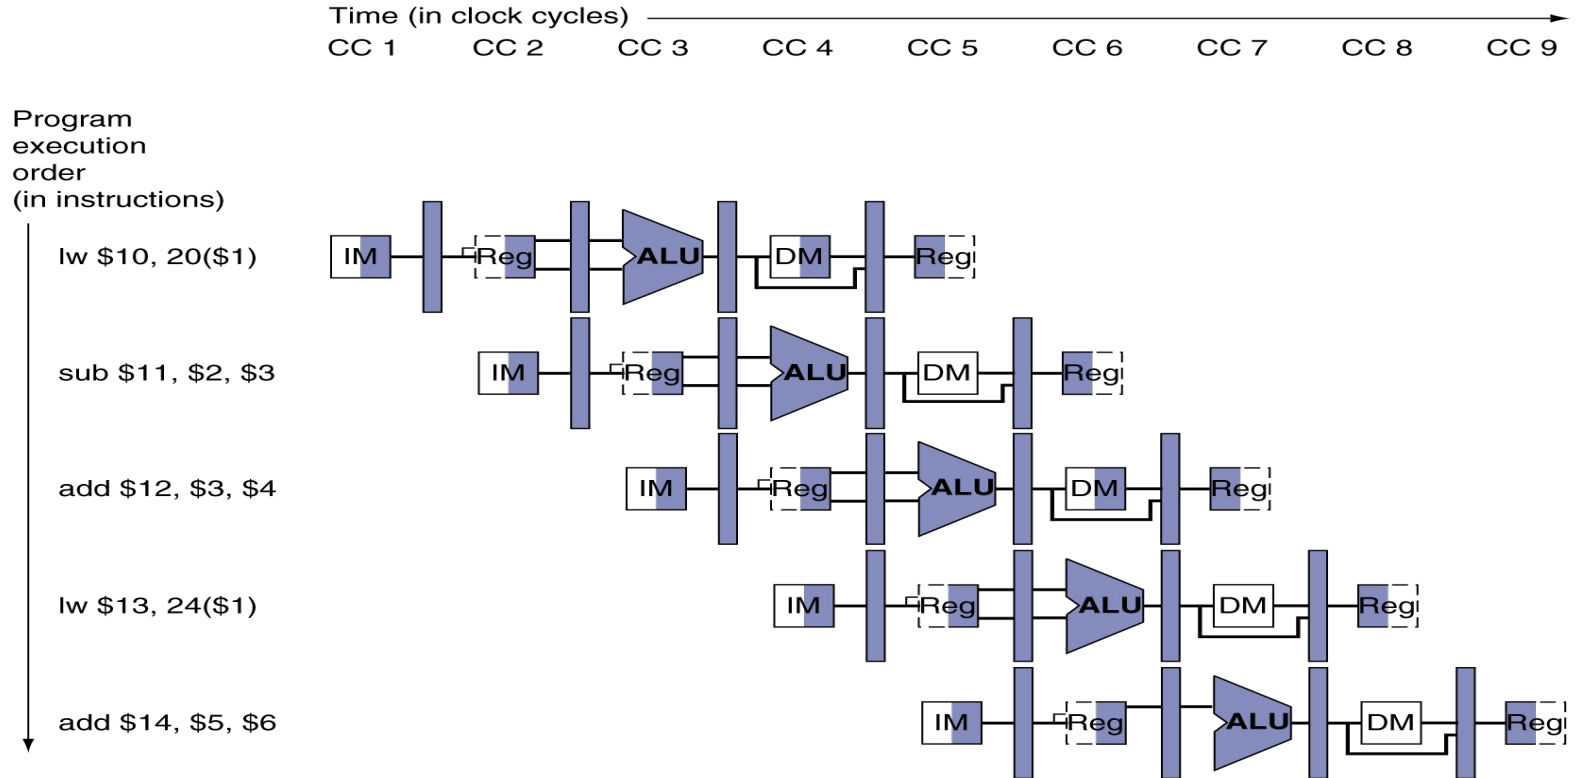 Time (in clock cycles)
CC 1 CC 2 CC 3 CC 4 CC 5 CC 6 CC 7 CC 8 CC 9
Program
execution
order
(in instructions)
lw $10, 20($1) IM Reg ALU DM Reg
sub $11, $2, $3 IM Reg ALU DM Reg
add $12, $3, $4 IM Reg ALU DM Reg
lw $13, 24($1) IM Reg ALU DM Reg
add $14, $5, $6 IM Reg ALU DM Reg